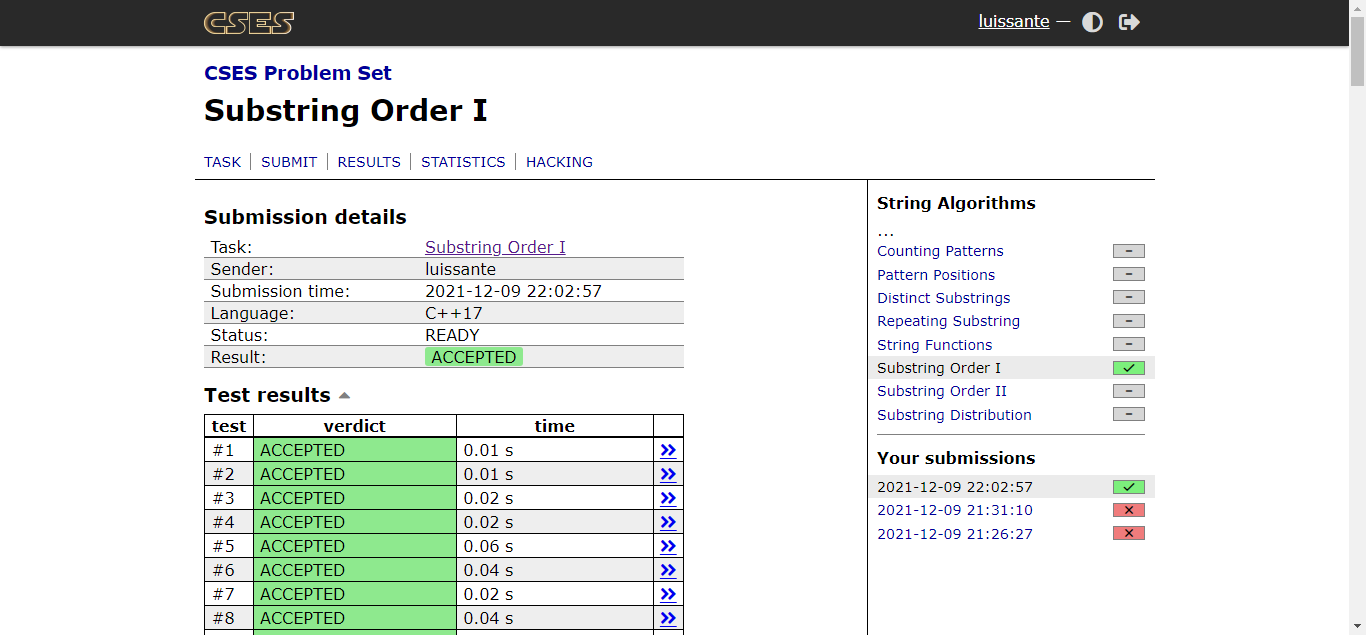 CSES
luissante —
CSES Problem Set
Substring Order I
TASK | SUBMIT | RESULTS | STATISTICS | HACKING
Submission details
Task: Substring Order I
Sender: luissante
Submission time: 2021-12-09 22:02:57
Language: C++17
Status: READY
Result: ACCEPTED
Test results
test verdict time
#1 ACCEPTED 0.01 s »
#2 ACCEPTED 0.01 s »
#3 ACCEPTED 0.02 s »
#4 ACCEPTED 0.02 s »
#5 ACCEPTED 0.06 s »
#6 ACCEPTED 0.04 s »
#7 ACCEPTED 0.02 s »
#8 ACCEPTED 0.04 s »
String Algorithms
...
Counting Patterns –
Pattern Positions –
Distinct Substrings –
Repeating Substring –
String Functions –
Substring Order I ✓
Substring Order II –
Substring Distribution –
Your submissions
2021-12-09 22:02:57 ✓
2021-12-09 21:31:10 ✕
2021-12-09 21:26:27 ✕